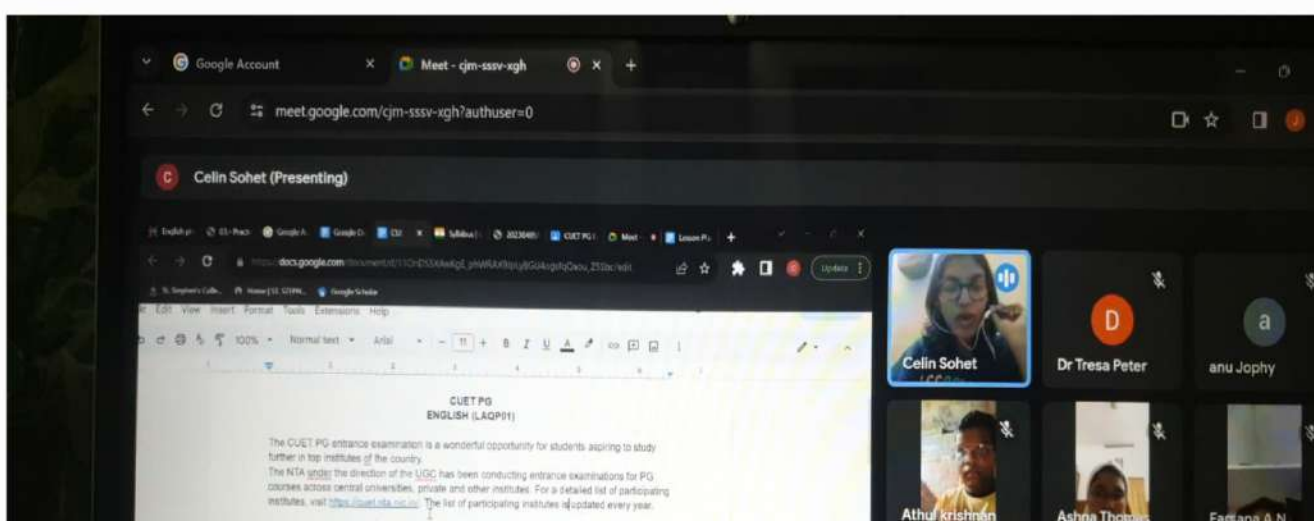 Google Account
Meet - cjm-sssv-xgh
meet.google.com/cjm-sssv-xgh?authuser=0
C Celin Sohet (Presenting)
Update
docs.google.com
Google Scholar
Edit View Insert Format Tools Extensions Help
100% Normal text Arial 11 B I U A
CUET PG
ENGLISH (LAQP01)
The CUET PG entrance examination is a wonderful opportunity for students aspiring to study
further in top institutes of the country.
The NTA under the direction of the UGC has been conducting entrance examinations for PG
courses across central universities, private and other institutes. For a detailed list of participating
institutes, visit https://cuet.nta.nic.in/. The list of participating institutes is updated every year.
Celin Sohet
D
Dr Tresa Peter
a
anu Jophy
Athul krishnan
Ashna Thomas
Farsana A N